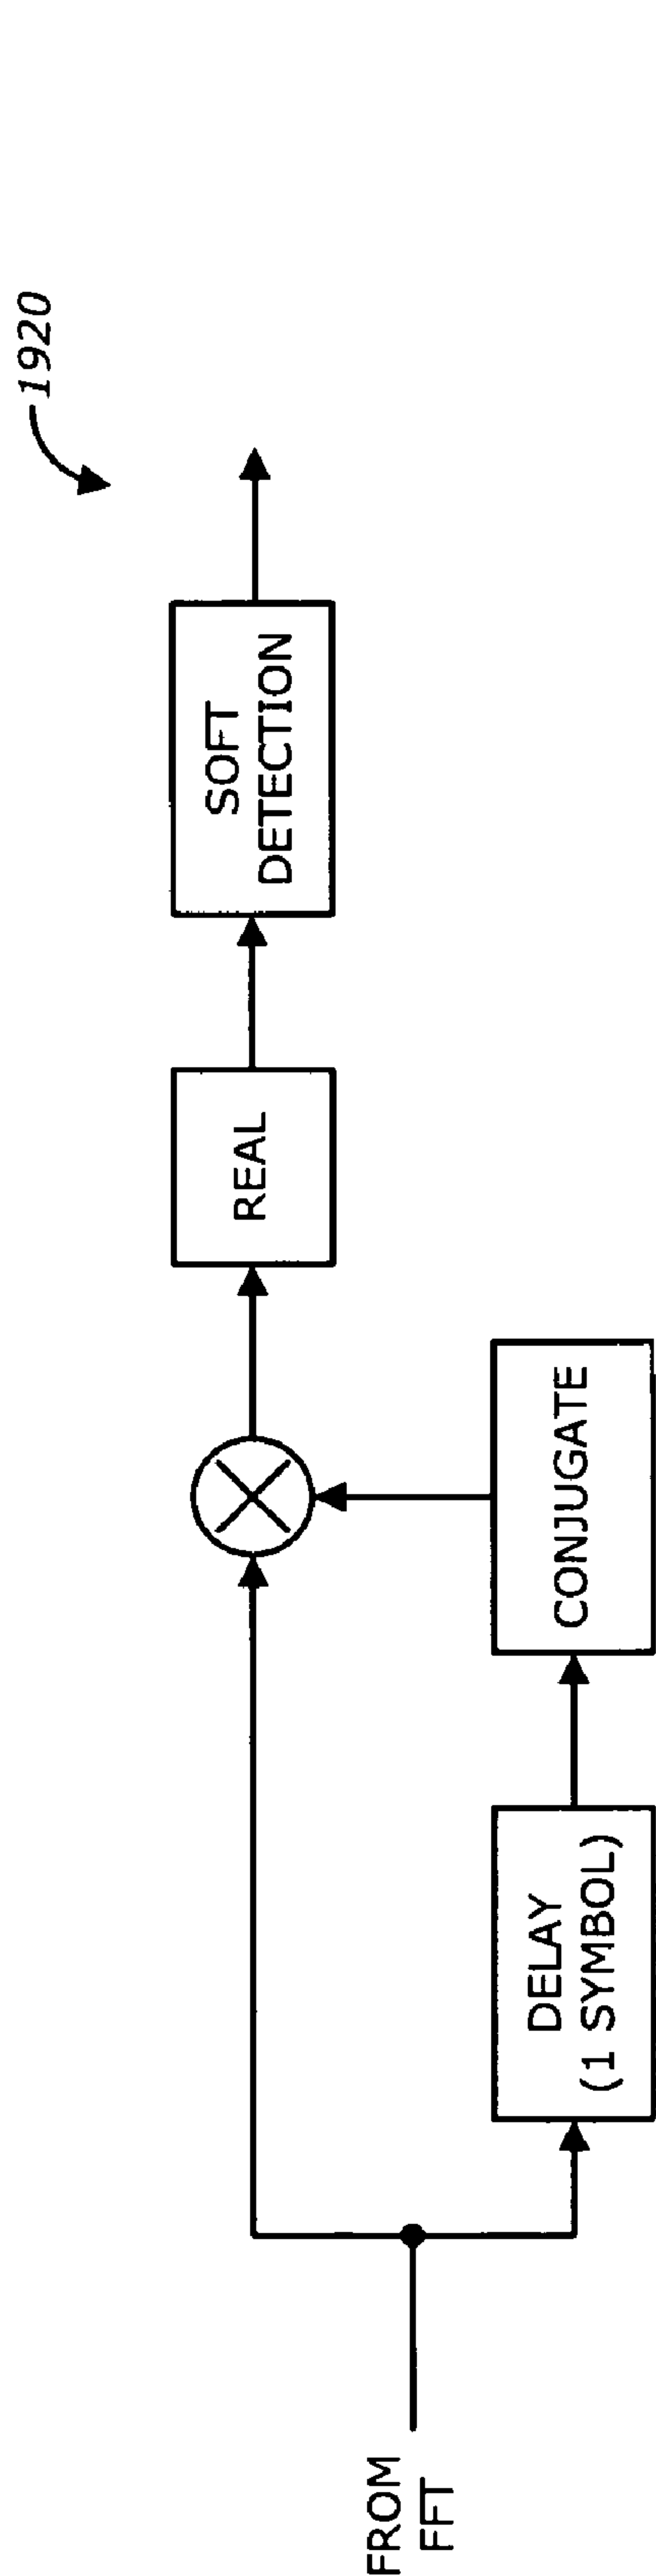 1920
FROM
FFT
DELAY
(1 SYMBOL)
CONJUGATE
REAL
SOFT
DETECTION